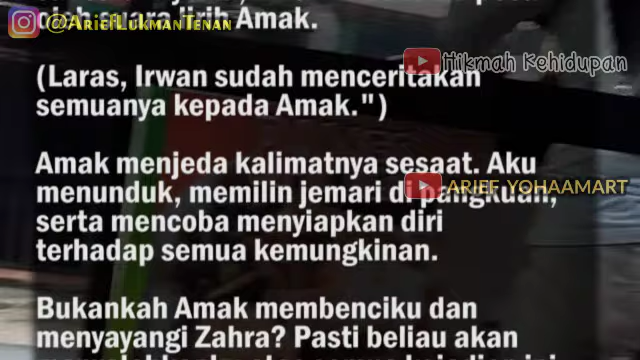 @AriefLukmanTenan
suara lirih Amak.
Hikmah Kehidupan
(Laras, Irwan sudah menceritakan
semuanya kepada Amak.")
Amak menjeda kalimatnya sesaat. Aku
menunduk, memilin jemari di pangkuan,
ARIEF YOHAAMART
serta mencoba menyiapkan diri
terhadap semua kemungkinan.
Bukankah Amak membenciku dan
menyayangi Zahra? Pasti beliau akan